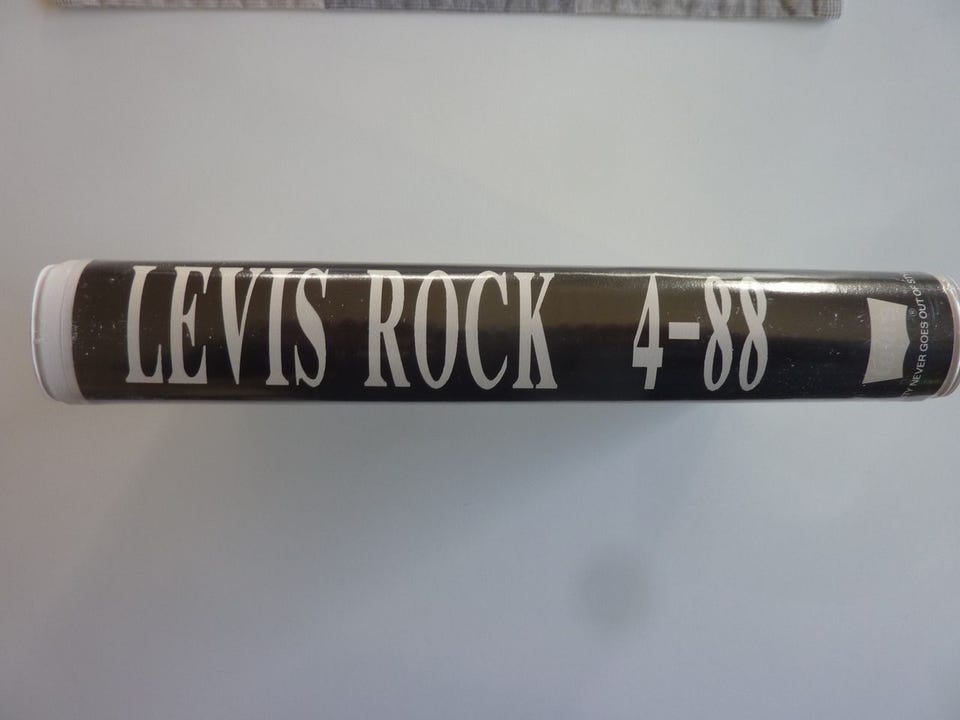 LEVIS ROCK 4-88
NEVER GOES OUT OF